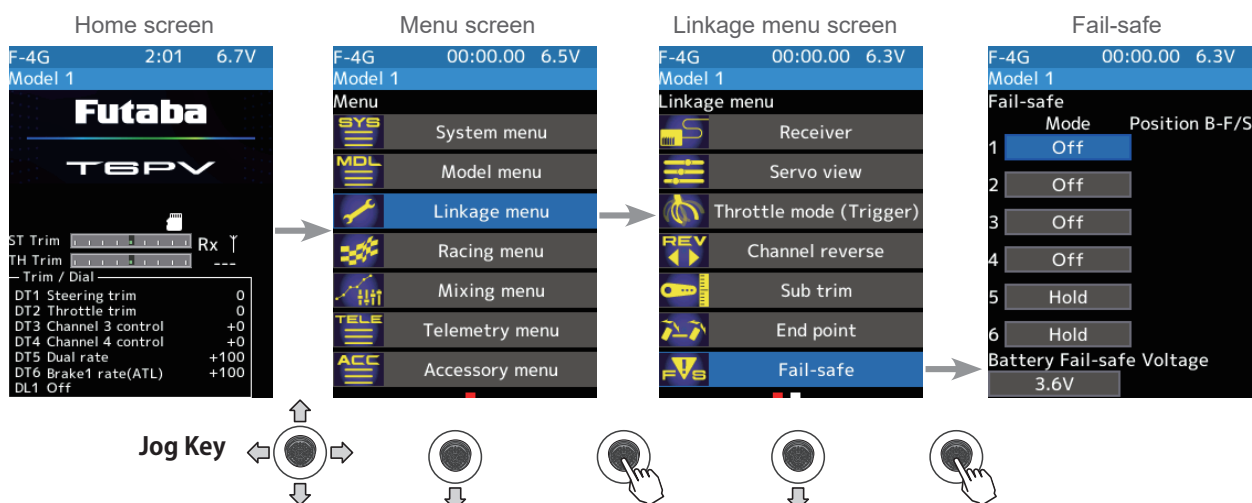 Home screen
Menu screen
Linkage menu screen
Fail-safe
F-4G 2:01 6.7V
Model 1
Futaba
T6PV
ST Trim
TH Trim
Rx
---
Trim / Dial
DT1 Steering trim 0
DT2 Throttle trim 0
DT3 Channel 3 control +0
DT4 Channel 4 control +0
DT5 Dual rate +100
DT6 Brake1 rate(ATL) +100
DL1 Off
F-4G 00:00.00 6.5V
Model 1
Menu
SYS System menu
MDL Model menu
Linkage menu
Racing menu
Mixing menu
TELE Telemetry menu
ACC Accessory menu
F-4G 00:00.00 6.3V
Model 1
Linkage menu
Receiver
Servo view
Throttle mode (Trigger)
REV Channel reverse
Sub trim
End point
F/S Fail-safe
F-4G 00:00.00 6.3V
Model 1
Fail-safe
Mode Position B-F/S
1 Off
2 Off
3 Off
4 Off
5 Hold
6 Hold
Battery Fail-safe Voltage
3.6V
Jog Key